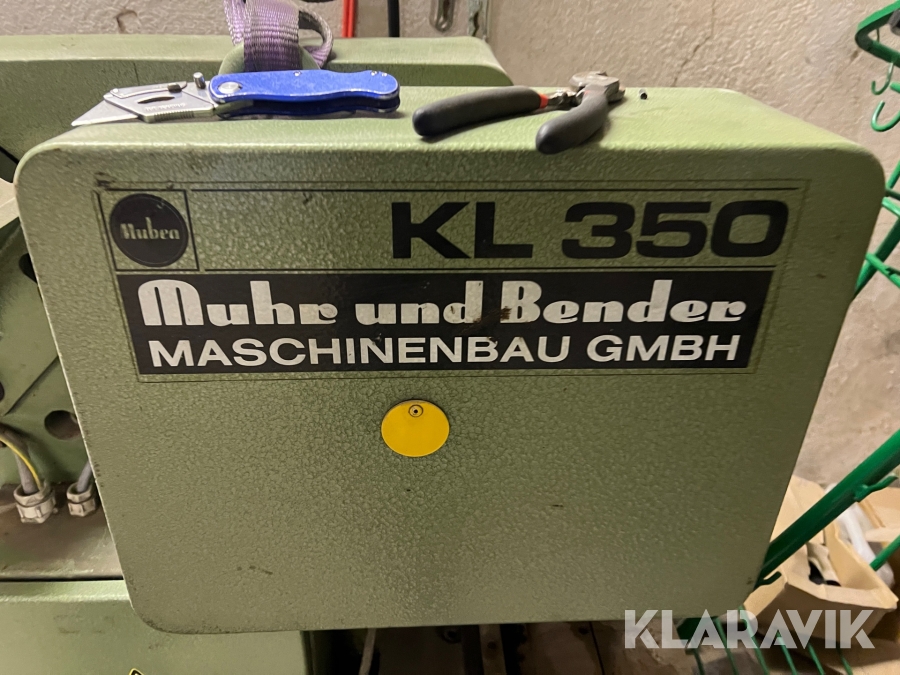 Mubea
KL 350
Muhr und Bender
MASCHINENBAU GMBH
KLARAVIK